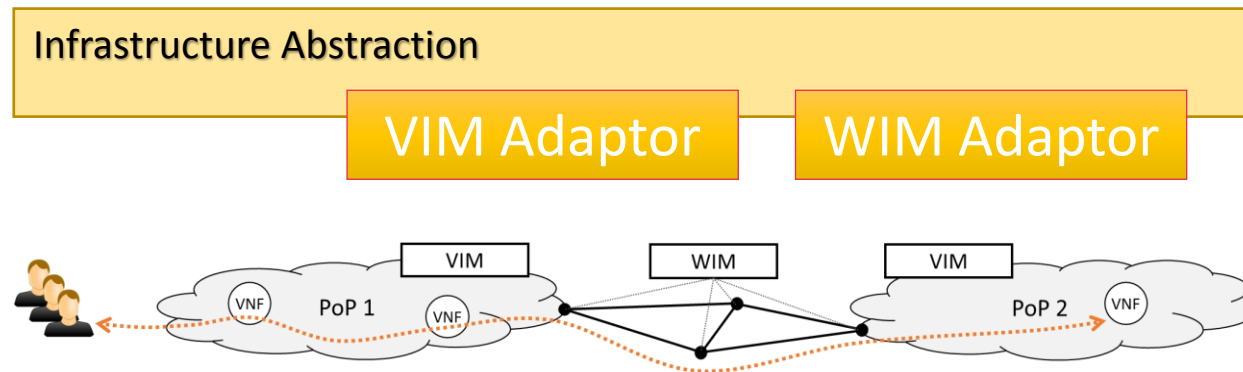 Infrastructure Abstraction
VIM Adaptor
WIM Adaptor
VIM
WIM
VIM
VNF
PoP 1
VNF
PoP 2
VNF